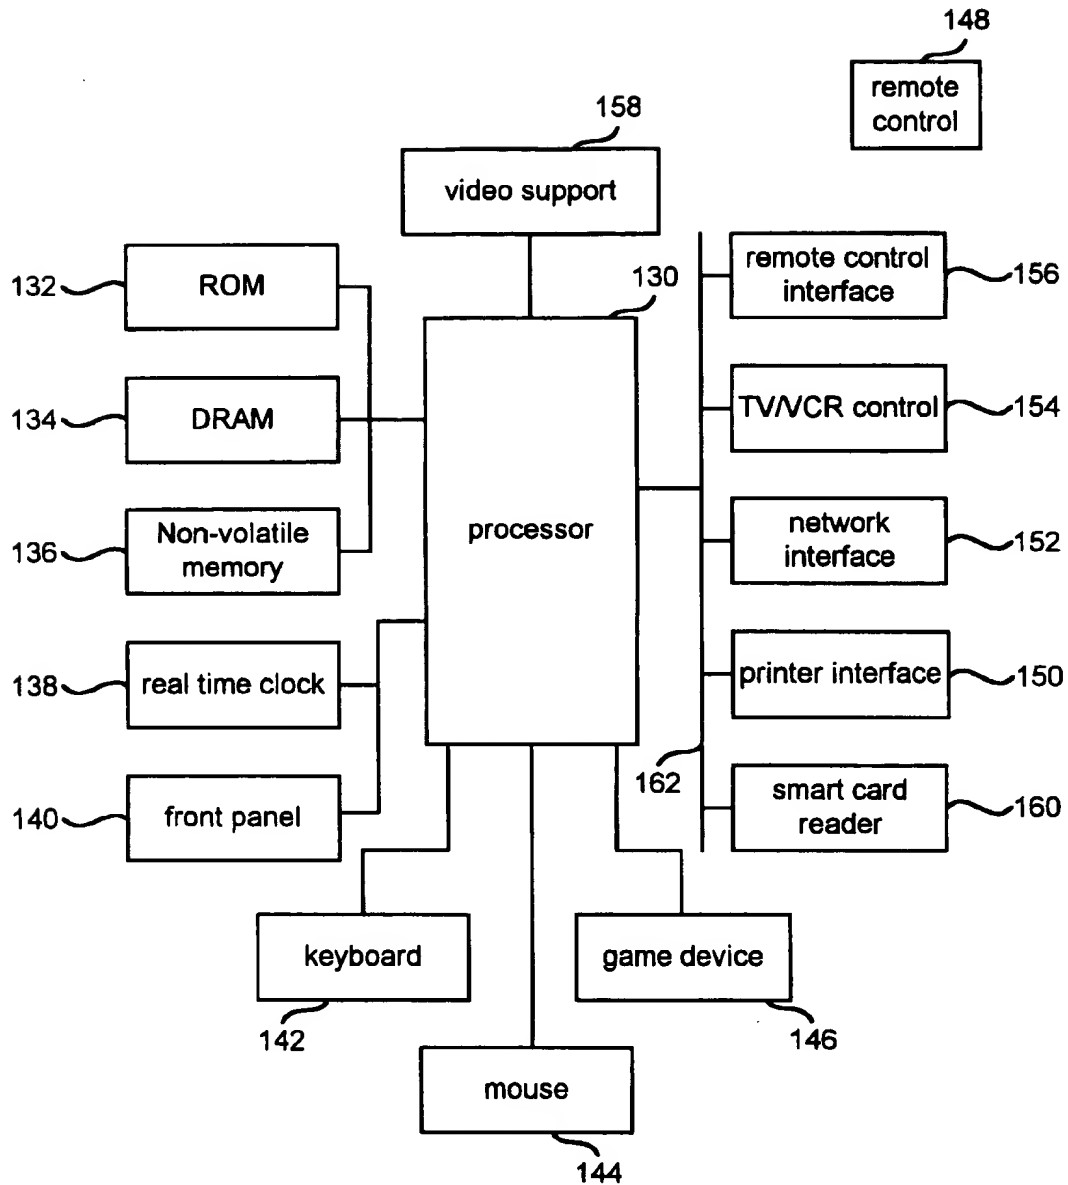 148
remote
control
158
video support
132
ROM
130
remote control
interface
156
134
DRAM
TV/VCR control
154
136
Non-volatile
memory
processor
network
interface
152
138
real time clock
printer interface
150
162
140
front panel
smart card
reader
160
keyboard
142
game device
146
mouse
144